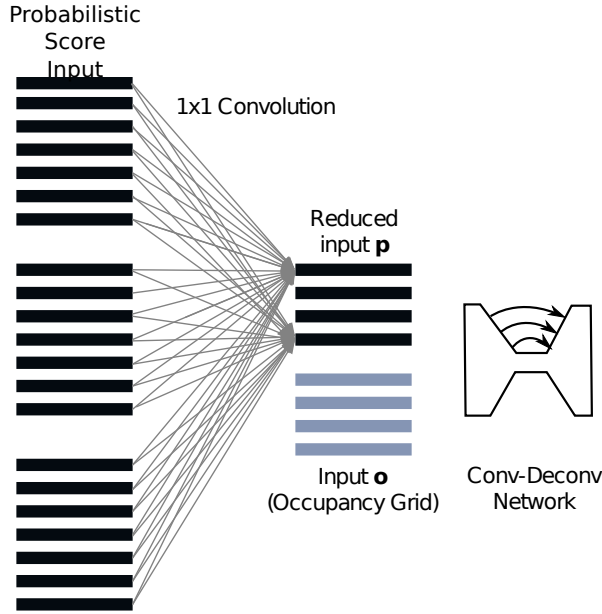 Probabilistic
Score
Input
1x1 Convolution
Reduced
input p
Input o
(Occupancy Grid)
Conv-Deconv
Network